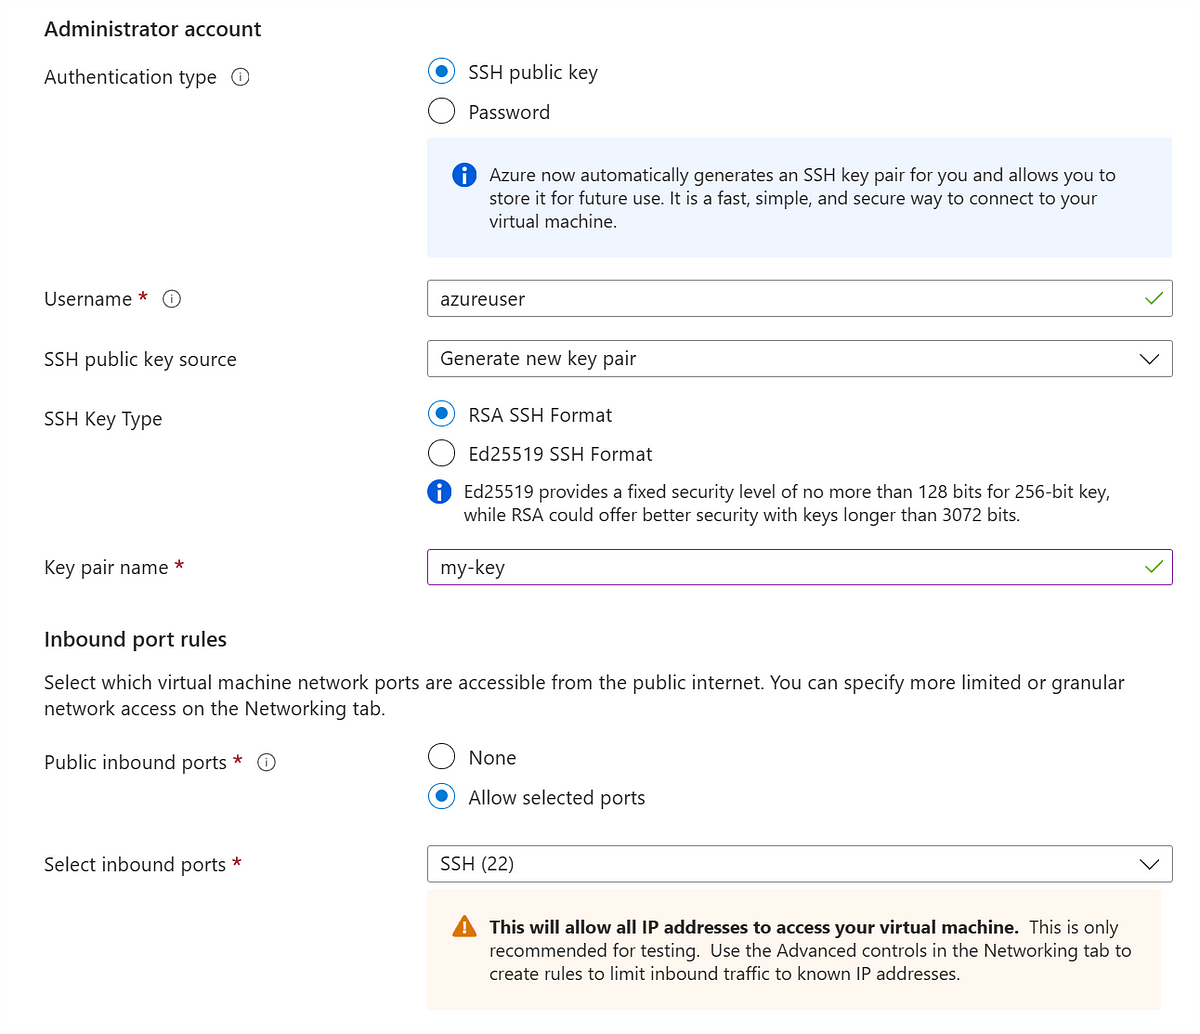 Administrator account
Authentication type
SSH public key
Password
Azure now automatically generates an SSH key pair for you and allows you to
store it for future use. It is a fast, simple, and secure way to connect to your
virtual machine.
Username *
azureuser
SSH public key source
Generate new key pair
SSH Key Type
RSA SSH Format
Ed25519 SSH Format
Ed25519 provides a fixed security level of no more than 128 bits for 256-bit key,
while RSA could offer better security with keys longer than 3072 bits.
Key pair name *
my-key
Inbound port rules
Select which virtual machine network ports are accessible from the public internet. You can specify more limited or granular
network access on the Networking tab.
Public inbound ports *
None
Allow selected ports
Select inbound ports *
SSH (22)
This will allow all IP addresses to access your virtual machine. This is only
recommended for testing. Use the Advanced controls in the Networking tab to
create rules to limit inbound traffic to known IP addresses.